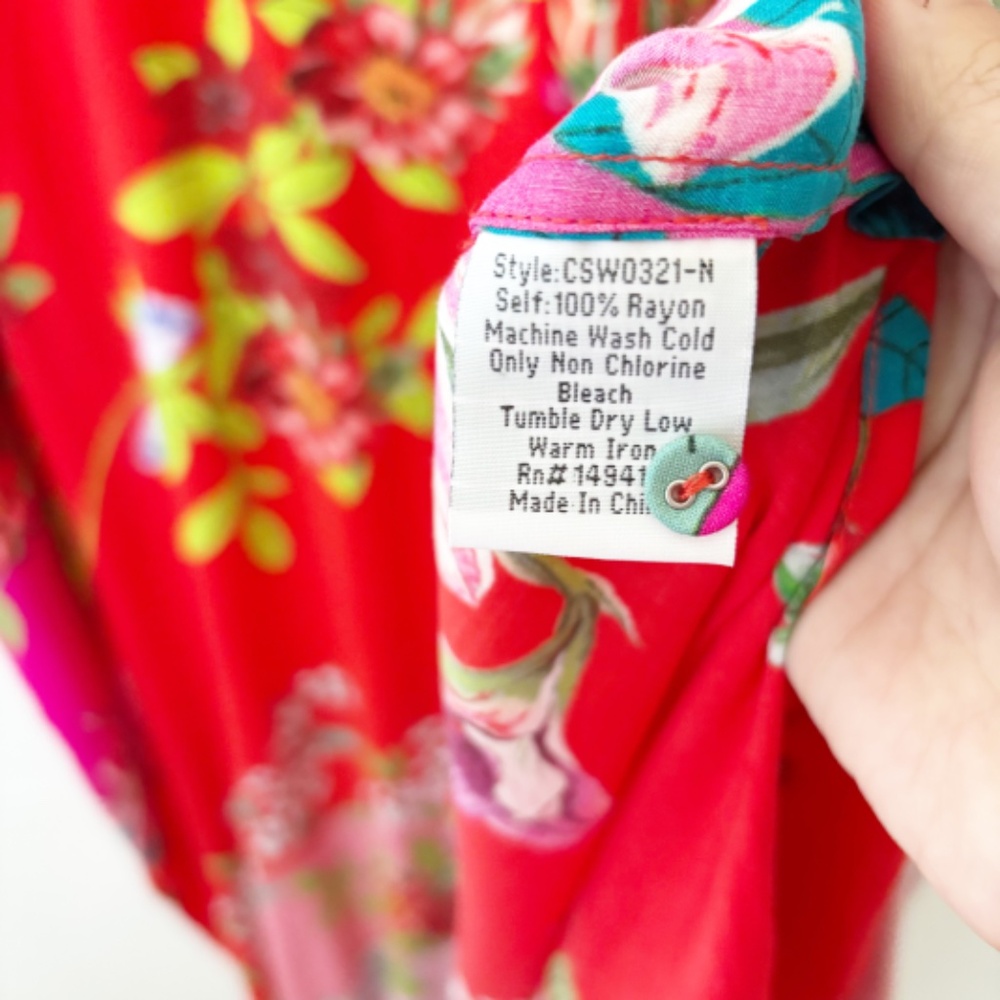 Style:CSW0321-N
Self:100% Rayon
Machine Wash Cold
Only Non Chlorine
Bleach
Tumble Dry Low
Warm Iron
Rn#
Made In